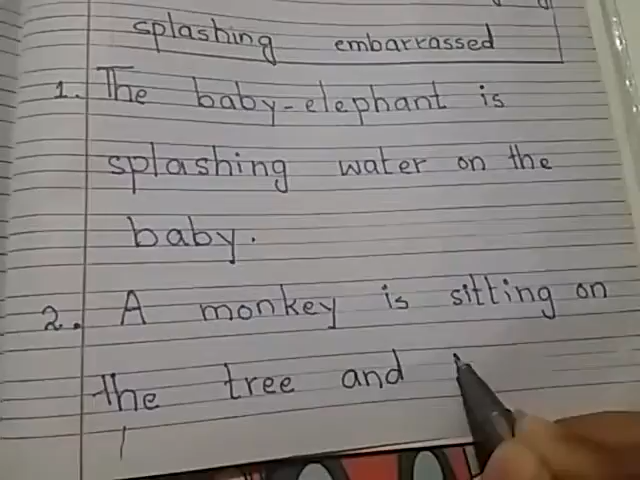 splashing embarrassed
1. The baby-elephant is
splashing water on the
baby.
2. A monkey is sitting on
the tree and